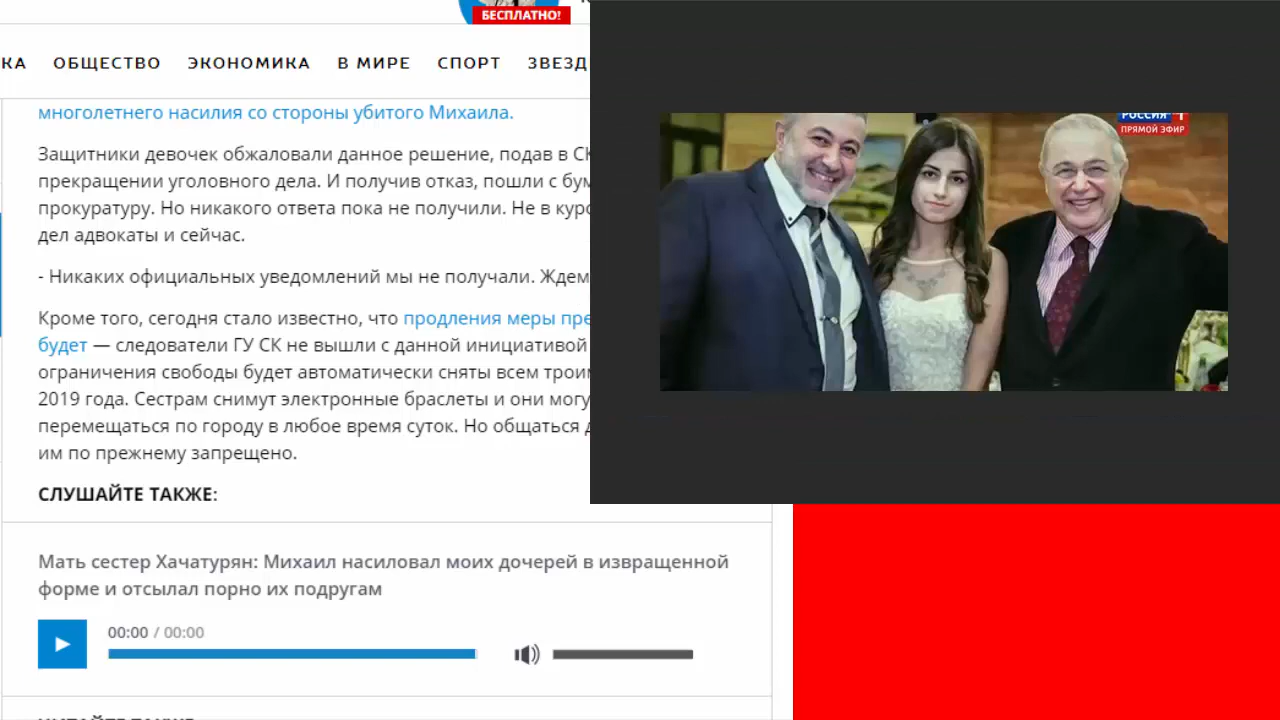 БЕСПЛАТНО!
КА ОБЩЕСТВО ЭКОНОМИКА В МИРЕ СПОРТ ЗВЕЗД
многолетнего насилия со стороны убитого Михаила.
Защитники девочек обжаловали данное решение, подав в СК
прекращении уголовного дела. И получив отказ, пошли с бум
прокуратуру. Но никакого ответа пока не получили. Не в курс
дел адвокаты и сейчас.
- Никаких официальных уведомлений мы не получали. Ждем
Кроме того, сегодня стало известно, что продления меры пре
будет — следователи ГУ СК не вышли с данной инициативой
ограничения свободы будет автоматически сняты всем троим
2019 года. Сестрам снимут электронные браслеты и они могу
перемещаться по городу в любое время суток. Но общаться
им по прежнему запрещено.
СЛУШАЙТЕ ТАКЖЕ:
Мать сестер Хачатурян: Михаил насиловал моих дочерей в извращенной
форме и отсылал порно их подругам
00:00 / 00:00
РОССИЯ 1
ПРЯМОЙ ЭФИР